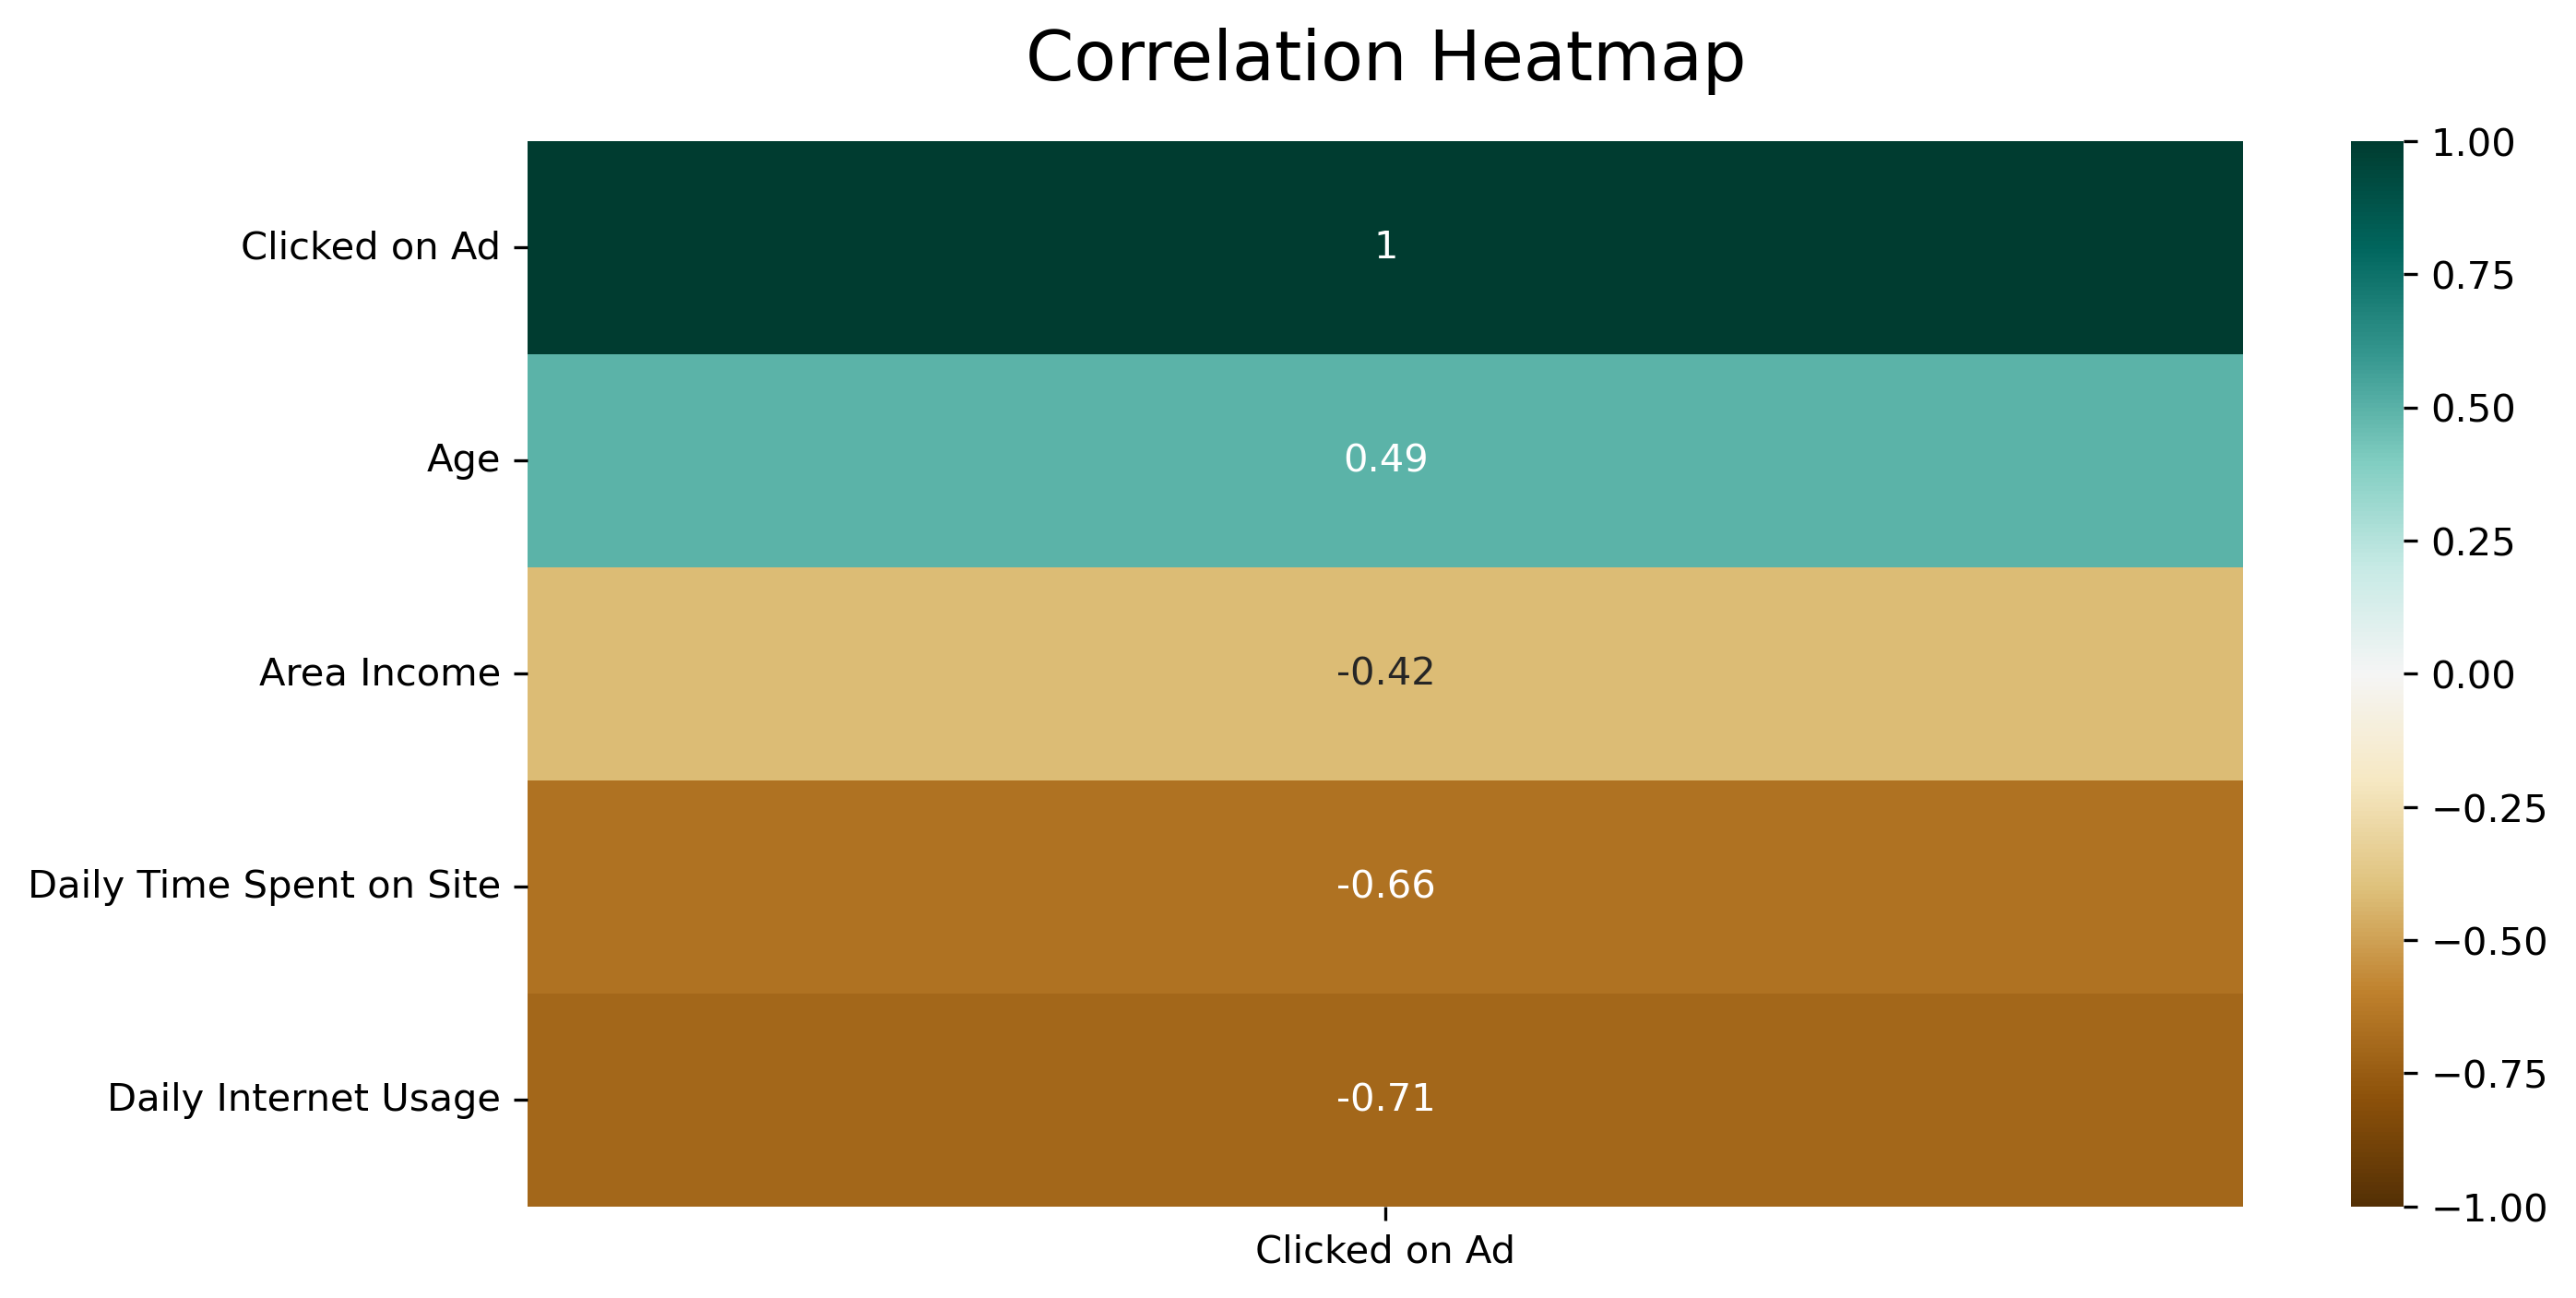 Correlation Heatmap
Clicked on Ad
1
Age
0.49
Area Income
-0.42
Daily Time Spent on Site
-0.66
Daily Internet Usage
-0.71
Clicked on Ad
1.00
0.75
0.50
0.25
0.00
−0.25
−0.50
−0.75
−1.00